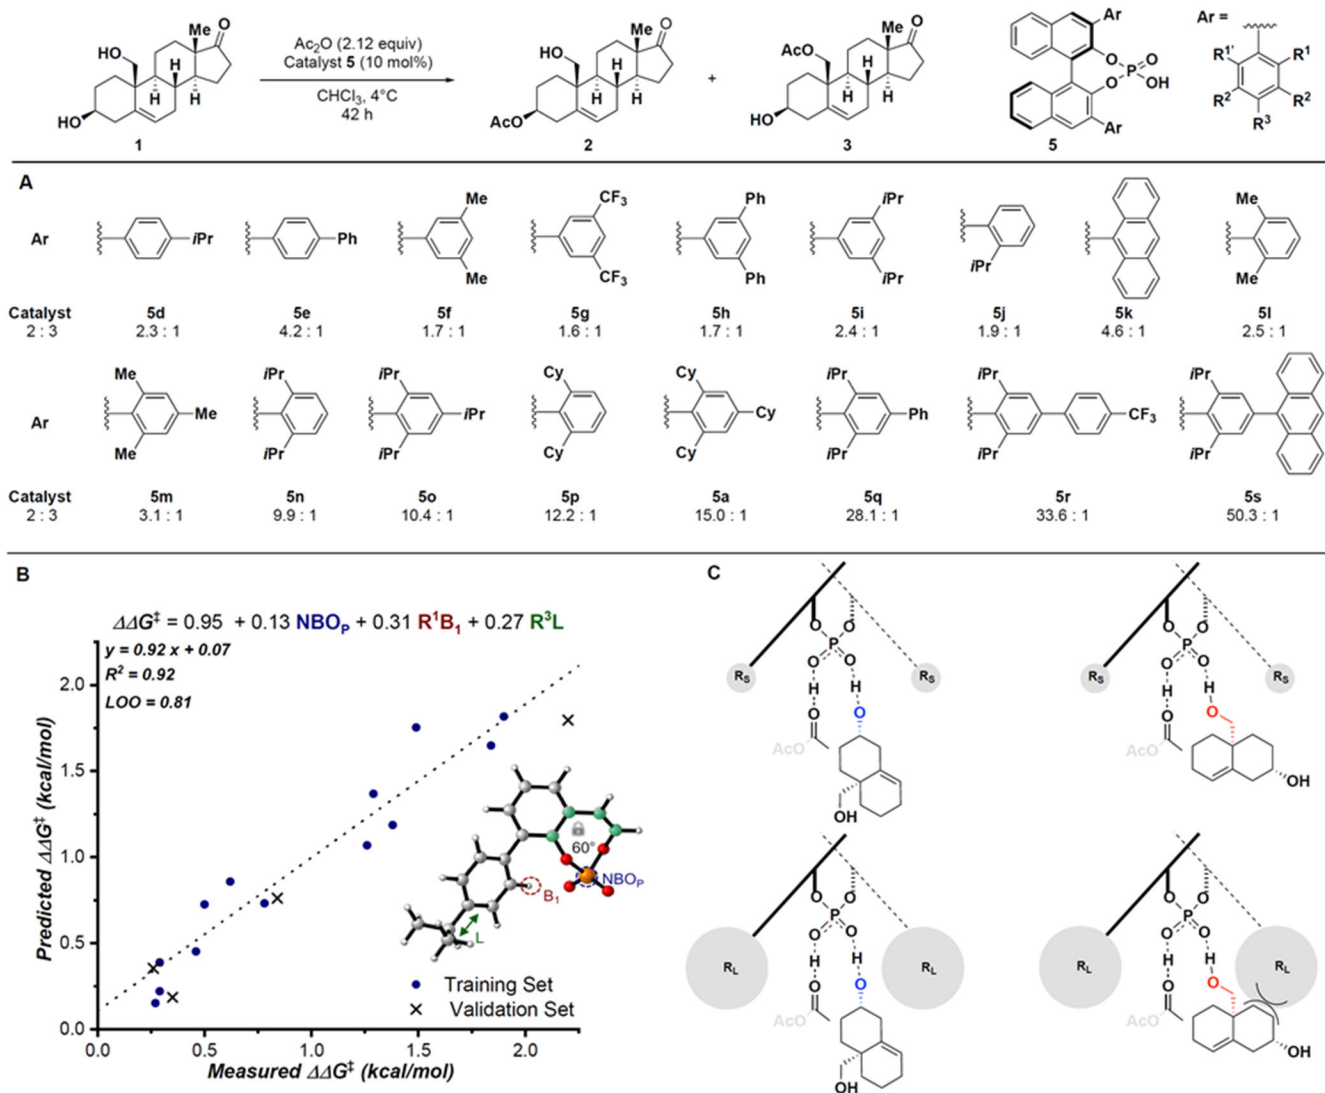 Me
O
HO
H
H
H
HO
1
Ac₂O (2.12 equiv)
Catalyst 5 (10 mol%)
CHCl₃, 4°C
42 h
Me
O
HO
H
H
H
AcO
2
+
Me
O
AcO
H
H
H
HO
3
Ar
O
O
P
O
OH
Ar
5
Ar =
R¹'
R¹
R²
R²
R³
A
Ar
iPr
Ph
Me
Me
CF₃
CF₃
Ph
Ph
iPr
iPr
iPr
Me
Me
Catalyst 5d 5e 5f 5g 5h 5i 5j 5k 5l
2 : 3 2.3 : 1 4.2 : 1 1.7 : 1 1.6 : 1 1.7 : 1 2.4 : 1 1.9 : 1 4.6 : 1 2.5 : 1
Ar
Me
Me
Me
iPr
iPr
iPr
iPr
iPr
Cy
Cy
Cy
Cy
Cy
iPr
Ph
iPr
iPr
CF₃
iPr
iPr
iPr
Catalyst 5m 5n 5o 5p 5a 5q 5r 5s
2 : 3 3.1 : 1 9.9 : 1 10.4 : 1 12.2 : 1 15.0 : 1 28.1 : 1 33.6 : 1 50.3 : 1
B
ΔΔG‡ = 0.95 + 0.13 NBOₚ + 0.31 R¹B₁ + 0.27 R³L
y = 0.92 x + 0.07
R² = 0.92
LOO = 0.81
2.0
1.5
1.0
0.5
0.0
Predicted ΔΔG‡ (kcal/mol)
60°
NBOₚ
B₁
L
Training Set
Validation Set
0.0 0.5 1.0 1.5 2.0
Measured ΔΔG‡ (kcal/mol)
C
O
O
P
O
O
H
H
Rₛ
Rₛ
O
O
AcO
OH
O
O
P
O
O
H
H
Rₛ
Rₛ
O
O
AcO
OH
O
O
P
O
O
H
H
R_L
R_L
O
O
AcO
OH
O
O
P
O
O
H
H
R_L
R_L
O
O
AcO
OH